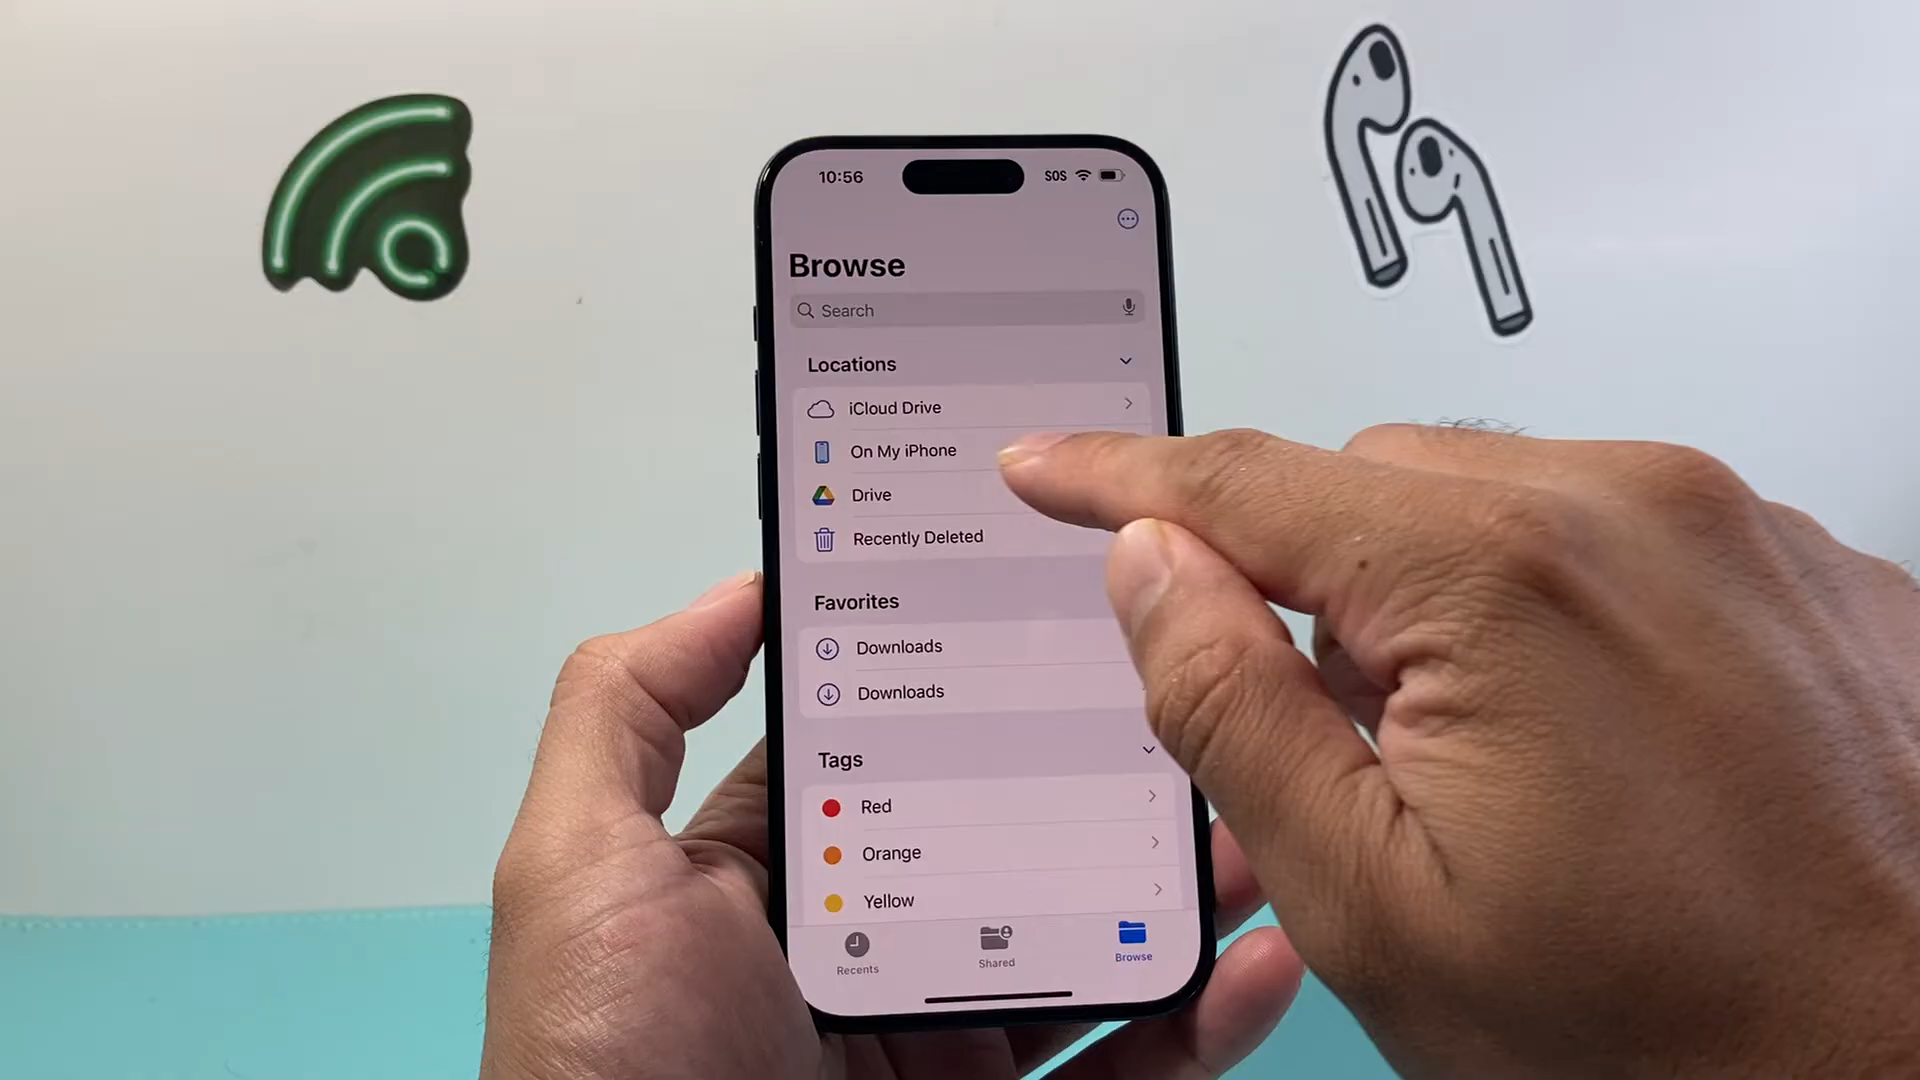 10:56 SOS
Browse
Search
Locations
iCloud Drive
On My iPhone
Drive
Recently Deleted
Favorites
Downloads
Downloads
Tags
Red
Orange
Yellow
Recents Shared Browse